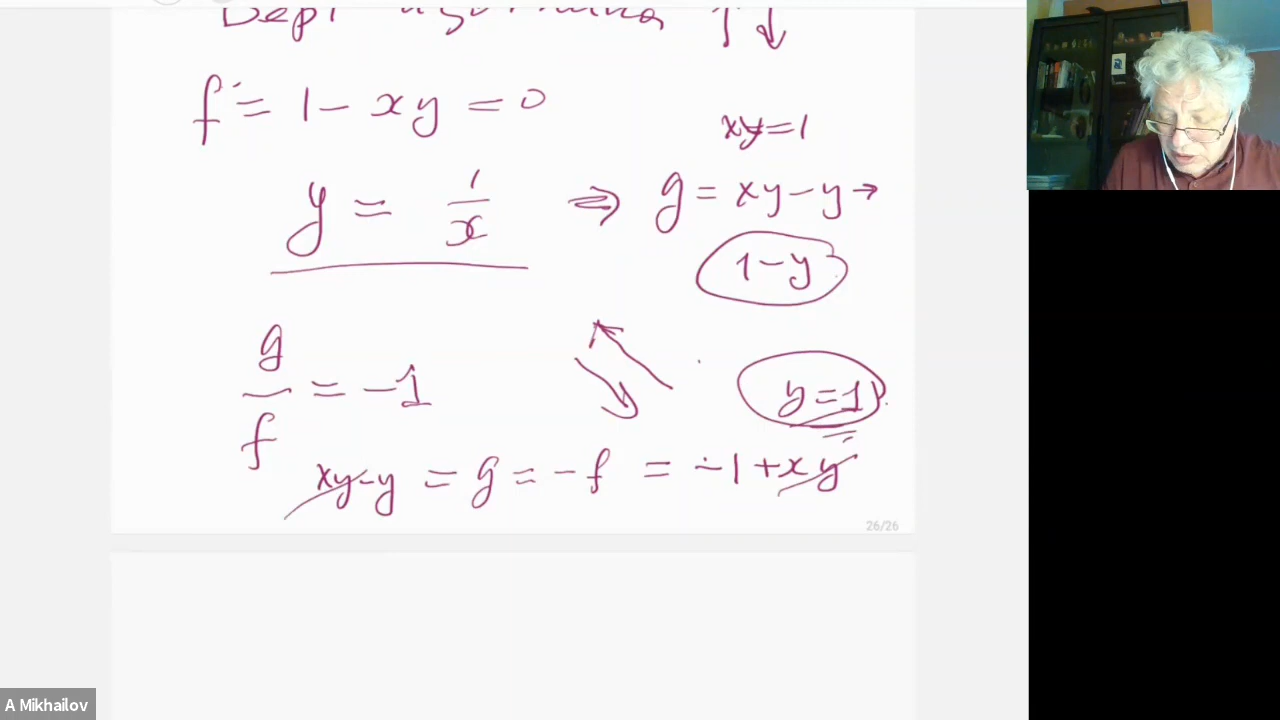 f = 1 - xy = 0
xy = 1
y = 1/x ⇒ g = xy - y →
1 - y
g/f = -1
y = 1
xy - y = g = -f = -1 + xy
26/26
A Mikhailov